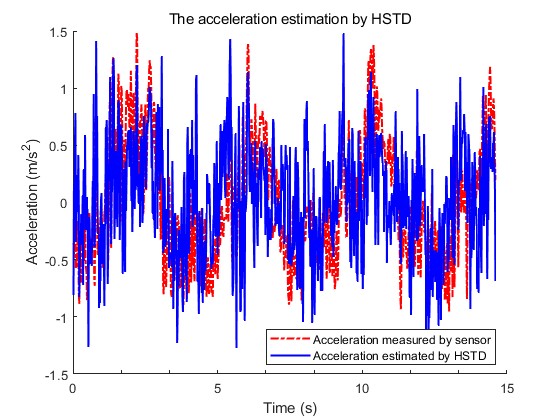 The acceleration estimation by HSTD
1.5
1
0.5
0
-0.5
-1
-1.5
Acceleration (m/s²)
Acceleration measured by sensor
Acceleration estimated by HSTD
0 5 10 15
Time (s)